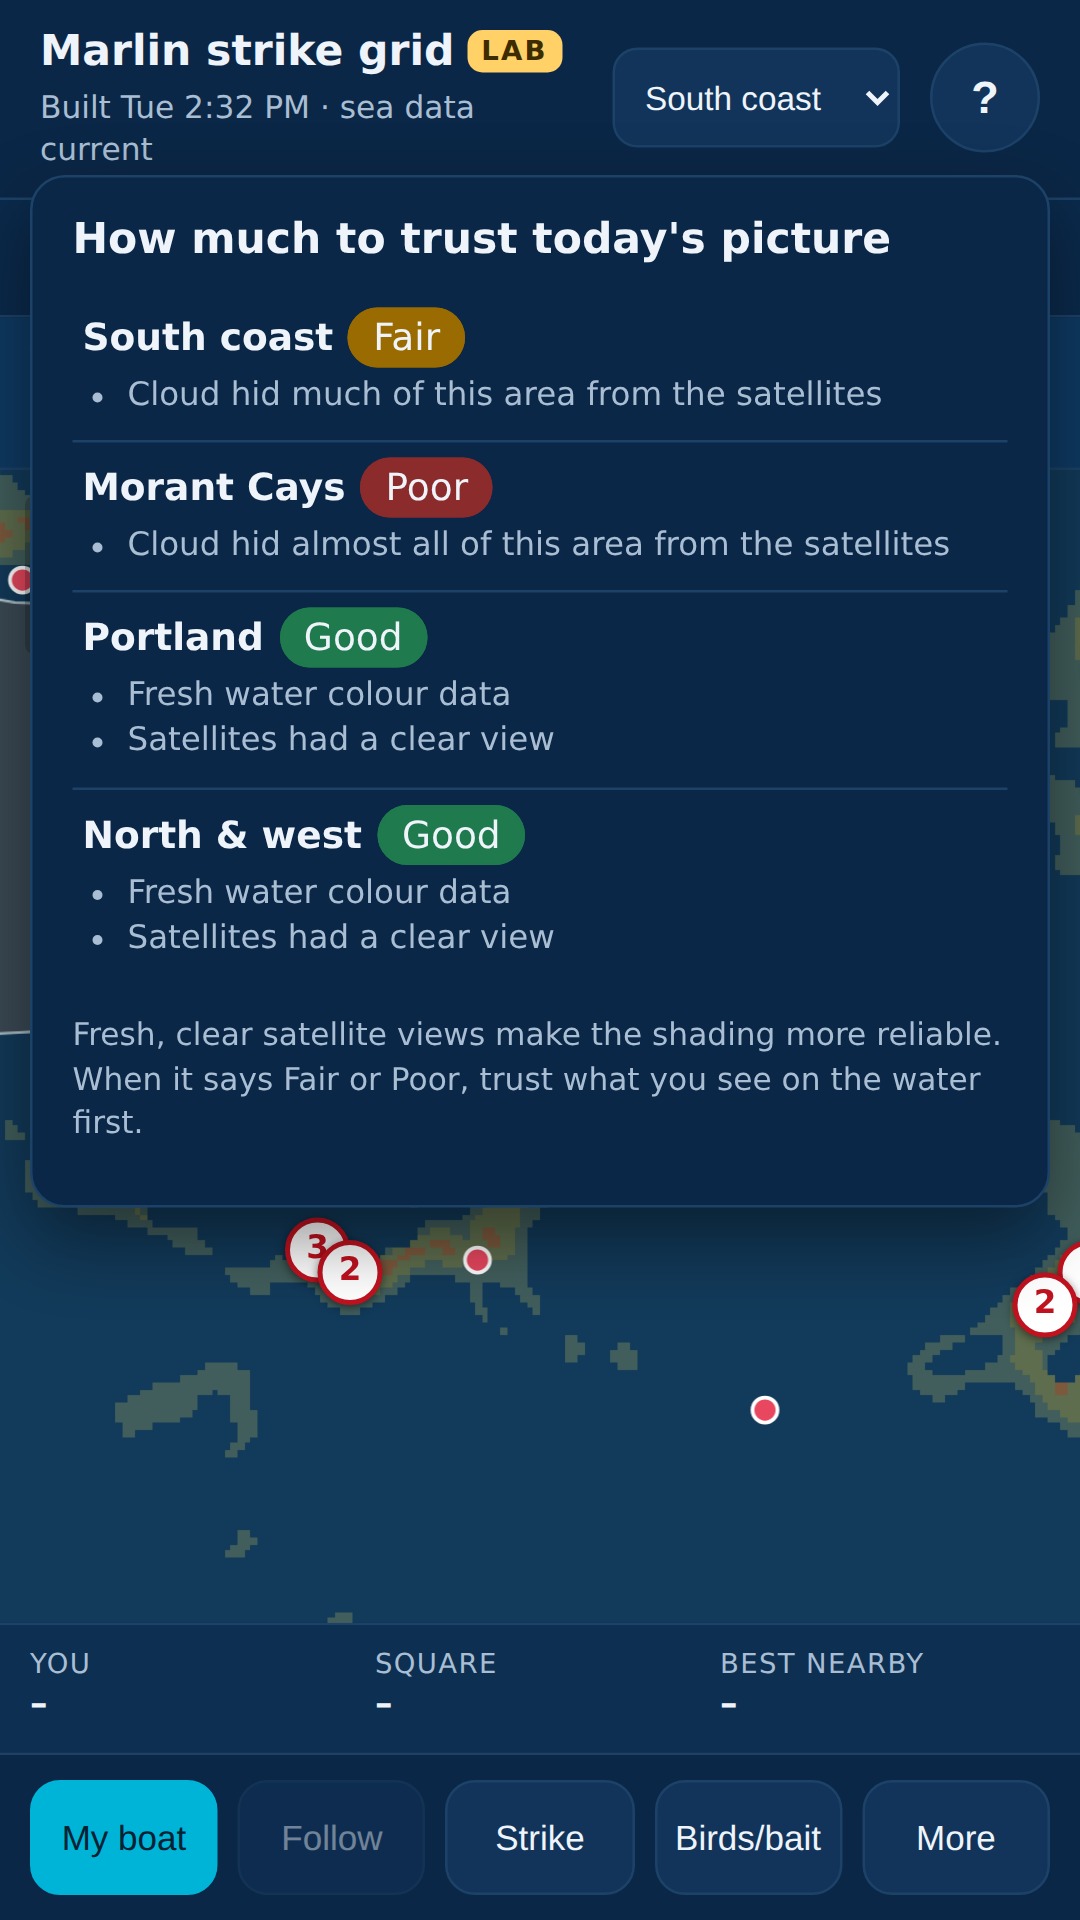 Marlin strike grid LAB
Built Tue 2:32 PM · sea data
current
South coast
?
How much to trust today's picture
South coast Fair
• Cloud hid much of this area from the satellites
Morant Cays Poor
• Cloud hid almost all of this area from the satellites
Portland Good
• Fresh water colour data
• Satellites had a clear view
North & west Good
• Fresh water colour data
• Satellites had a clear view
Fresh, clear satellite views make the shading more reliable.
When it says Fair or Poor, trust what you see on the water
first.
3
2
2
YOU SQUARE BEST NEARBY
– – –
My boat Follow Strike Birds/bait More